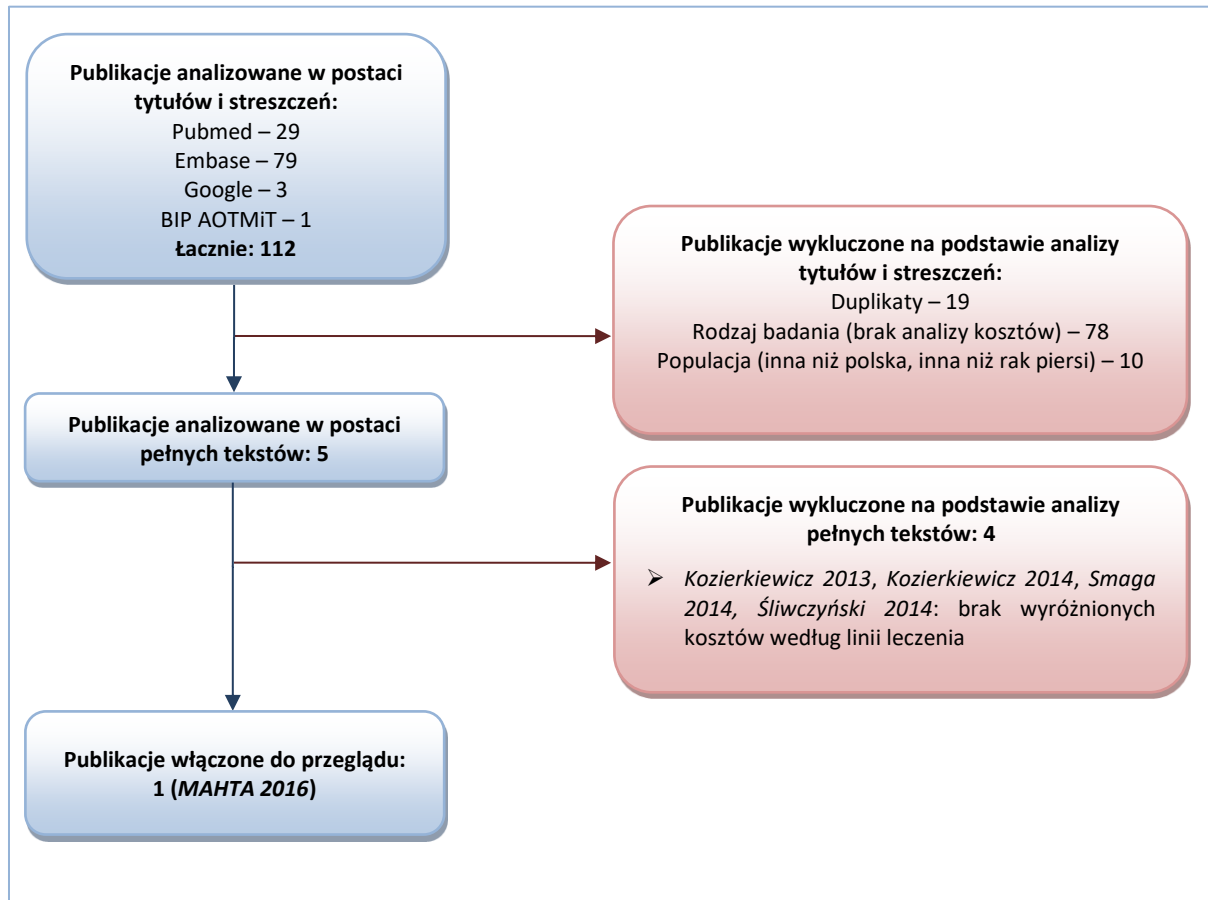 Publikacje analizowane w postaci
tytułów i streszczeń:
Pubmed – 29
Embase – 79
Google – 3
BIP AOTMiT – 1
Łacznie: 112
Publikacje wykluczone na podstawie analizy
tytułów i streszczeń:
Duplikaty – 19
Rodzaj badania (brak analizy kosztów) – 78
Populacja (inna niż polska, inna niż rak piersi) – 10
Publikacje analizowane w postaci
pełnych tekstów: 5
Publikacje wykluczone na podstawie analizy
pełnych tekstów: 4
➢ Kozierkiewicz 2013, Kozierkiewicz 2014, Smaga
2014, Śliwczyński 2014: brak wyróżnionych
kosztów według linii leczenia
Publikacje włączone do przeglądu:
1 (MAHTA 2016)